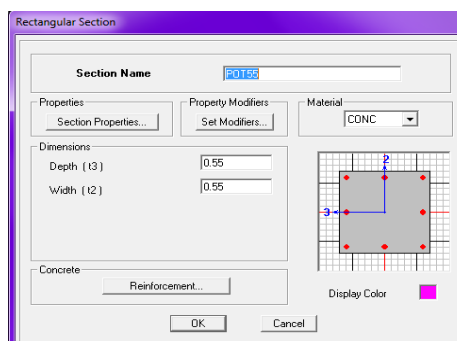 Rectangular Section
Section Name POT55
Properties Property Modifiers Material
Section Properties... Set Modifiers... CONC
Dimensions
Depth (t3) 0.55
Width (t2) 0.55
2
3
Concrete
Reinforcement...
Display Color
OK Cancel